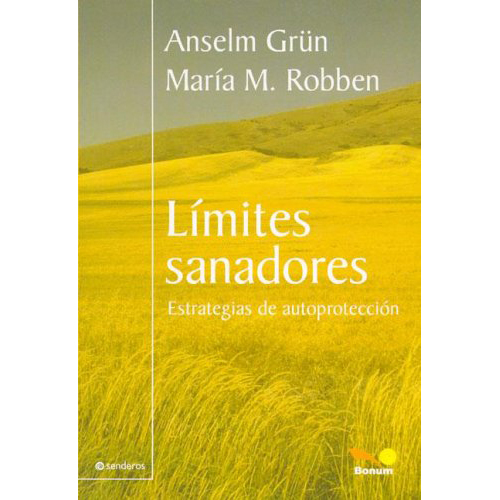 Anselm Grün
María M. Robben
Límites
sanadores
Estrategias de autoprotección
senderos
Bonum